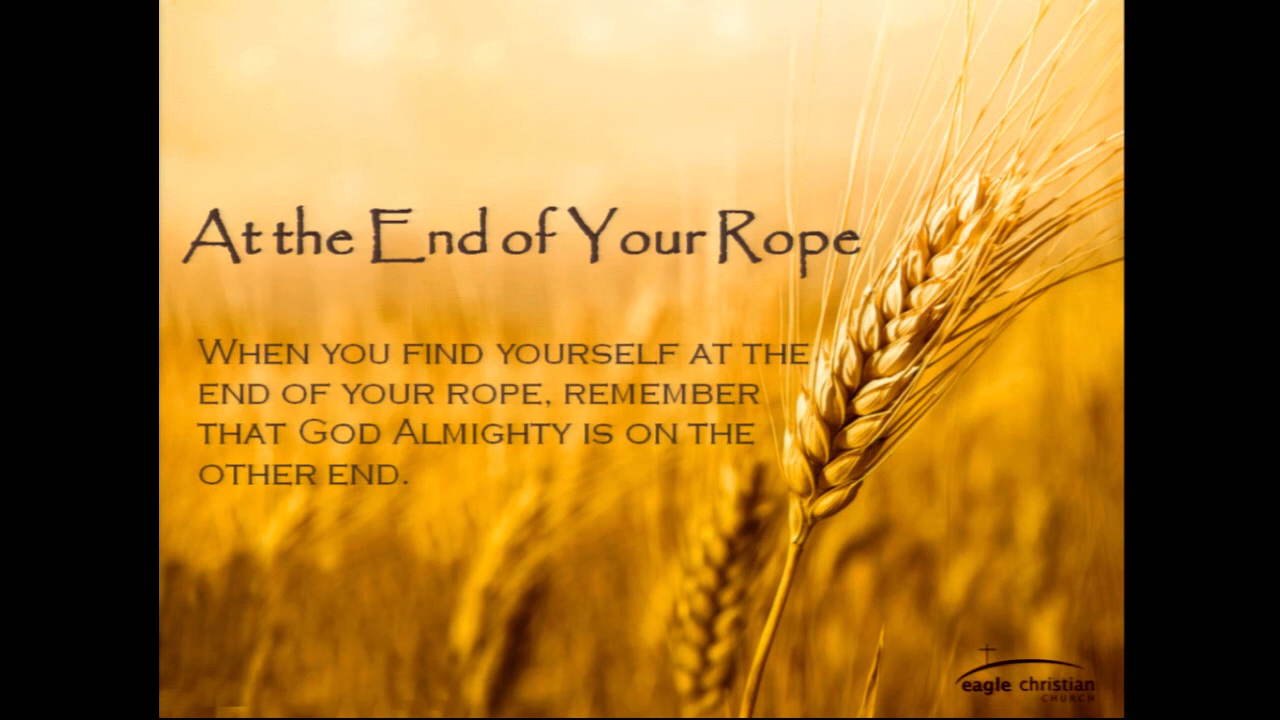 At the End of Your Rope
When you find yourself at the
end of your rope, remember
that God Almighty is on the
other end.
eagle christian
CHURCH